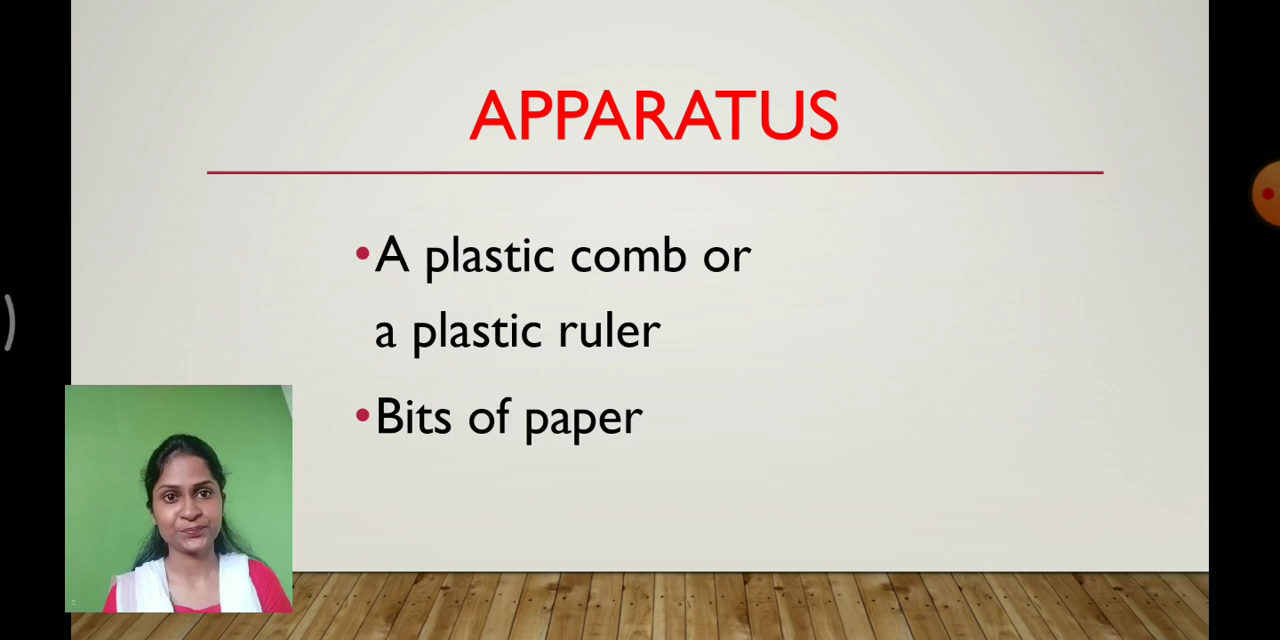 APPARATUS
•A plastic comb or
a plastic ruler
•Bits of paper